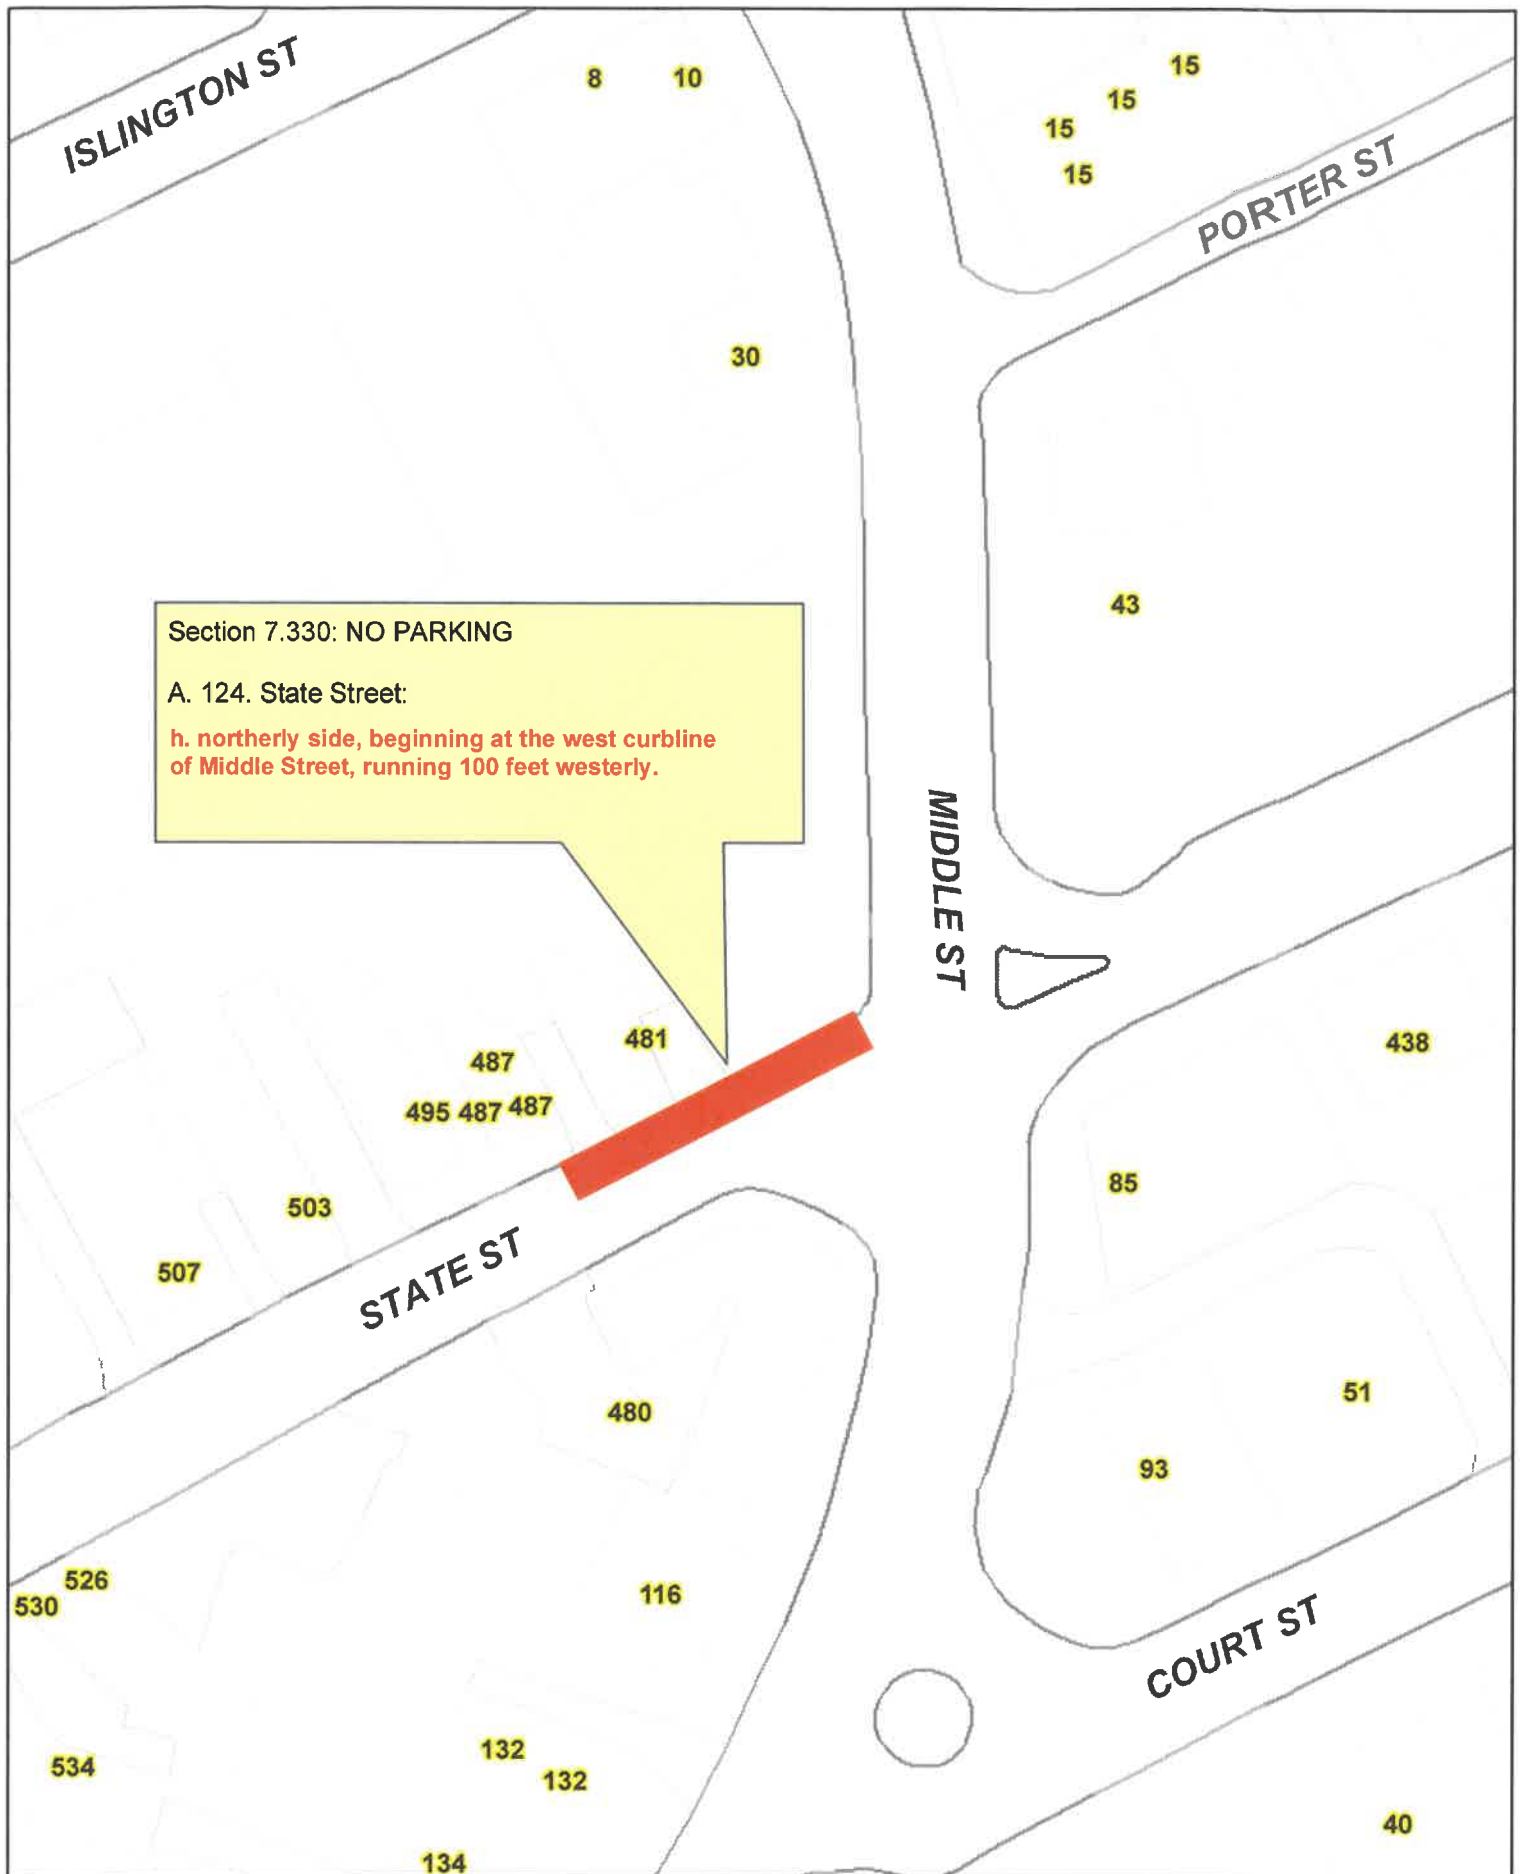 ISLINGTON ST
8 10
15
15
15
15
PORTER ST
30
43
Section 7.330: NO PARKING
A. 124. State Street:
h. northerly side, beginning at the west curbline
of Middle Street, running 100 feet westerly.
MIDDLE ST
481
487
495 487 487
438
85
503
507
STATE ST
480
51
93
526
530
116
COURT ST
132
132
534
134
40